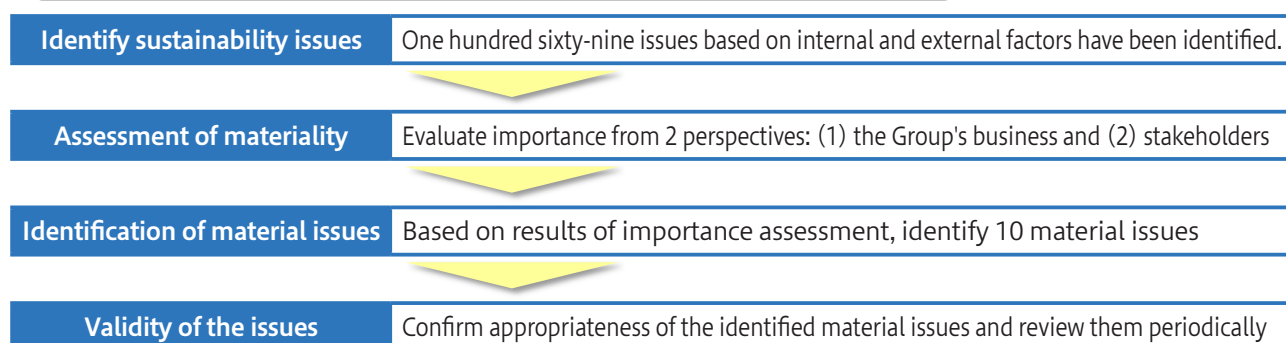 Identify sustainability issues
One hundred sixty-nine issues based on internal and external factors have been identified.
Assessment of materiality
Evaluate importance from 2 perspectives: (1) the Group's business and (2) stakeholders
Identification of material issues
Based on results of importance assessment, identify 10 material issues
Validity of the issues
Confirm appropriateness of the identified material issues and review them periodically